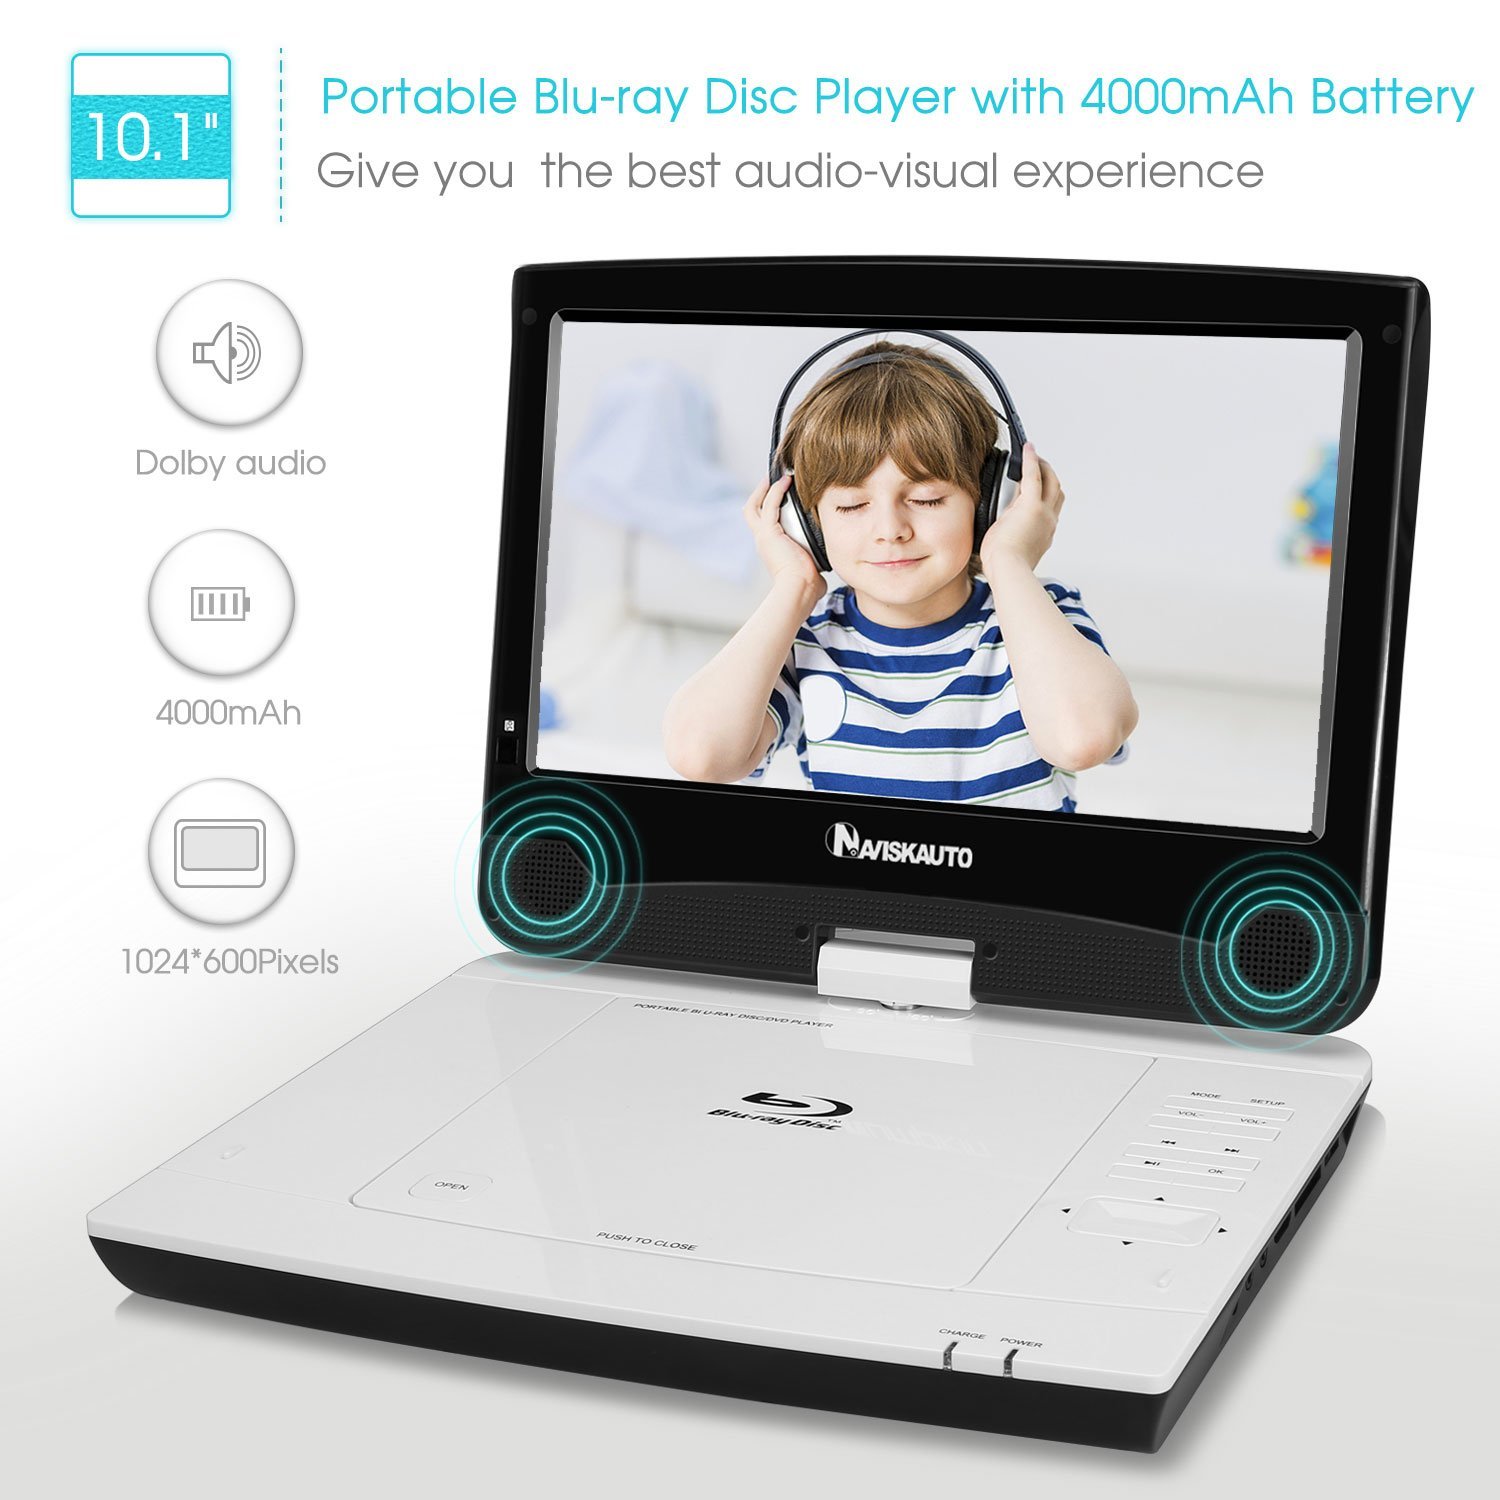 10.1"
Portable Blu-ray Disc Player with 4000mAh Battery
Give you the best audio-visual experience
Dolby audio
4000mAh
1024*600Pixels
NAVISKAUTO
PORTABLE BLU-RAY DISC/DVD PLAYER
Blu-ray Disc™
OPEN
PUSH TO CLOSE
MODE SETUP
VOL- VOL+
OK
CHARGE POWER